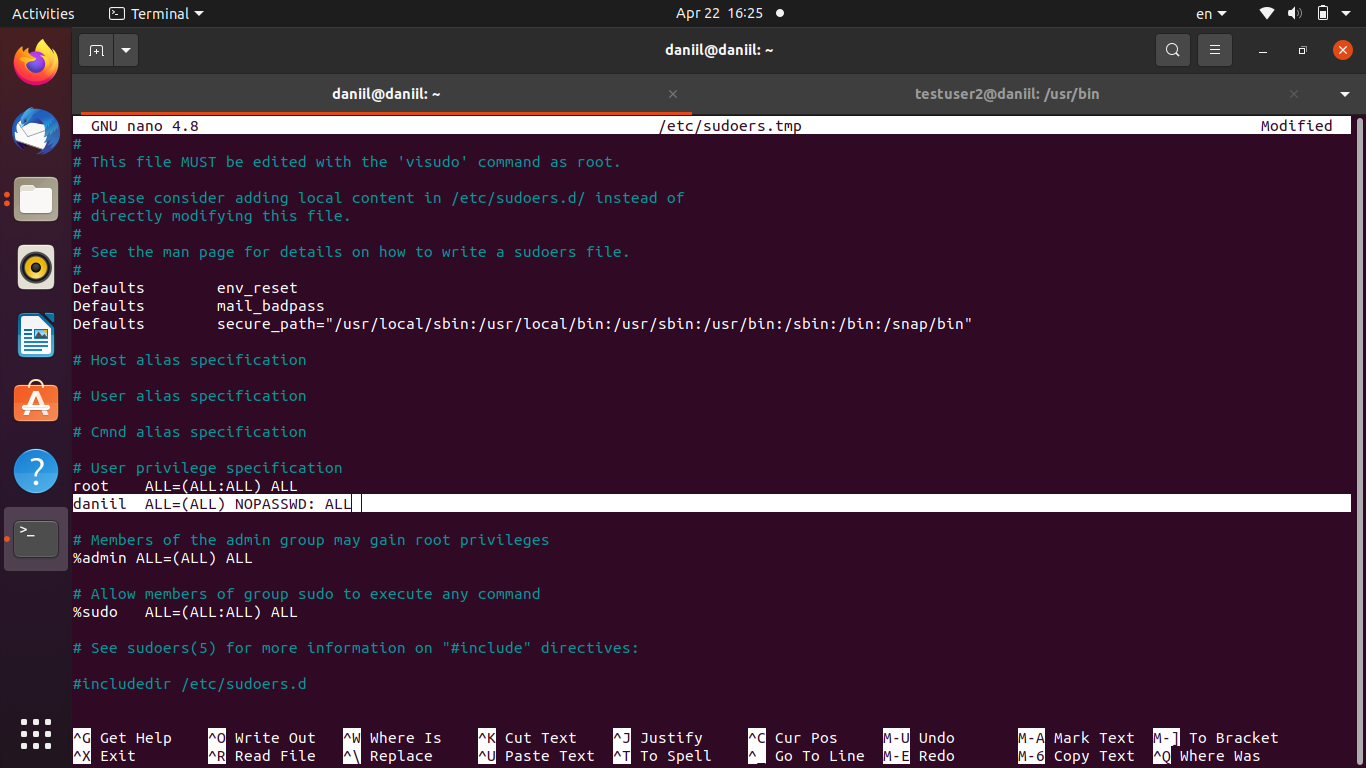 Activities Terminal Apr 22 16:25 en
daniil@daniil: ~
daniil@daniil: ~ testuser2@daniil: /usr/bin
GNU nano 4.8 /etc/sudoers.tmp Modified
#
# This file MUST be edited with the 'visudo' command as root.
#
# Please consider adding local content in /etc/sudoers.d/ instead of
# directly modifying this file.
#
# See the man page for details on how to write a sudoers file.
#
Defaults env_reset
Defaults mail_badpass
Defaults secure_path="/usr/local/sbin:/usr/local/bin:/usr/sbin:/usr/bin:/sbin:/bin:/snap/bin"
# Host alias specification
# User alias specification
# Cmnd alias specification
# User privilege specification
root ALL=(ALL:ALL) ALL
daniil ALL=(ALL) NOPASSWD: ALL
# Members of the admin group may gain root privileges
%admin ALL=(ALL) ALL
# Allow members of group sudo to execute any command
%sudo ALL=(ALL:ALL) ALL
# See sudoers(5) for more information on "#include" directives:
#includedir /etc/sudoers.d
^G Get Help ^O Write Out ^W Where Is ^K Cut Text ^J Justify ^C Cur Pos M-U Undo M-A Mark Text M-] To Bracket
^X Exit ^R Read File ^\ Replace ^U Paste Text ^T To Spell ^_ Go To Line M-E Redo M-6 Copy Text ^Q Where Was